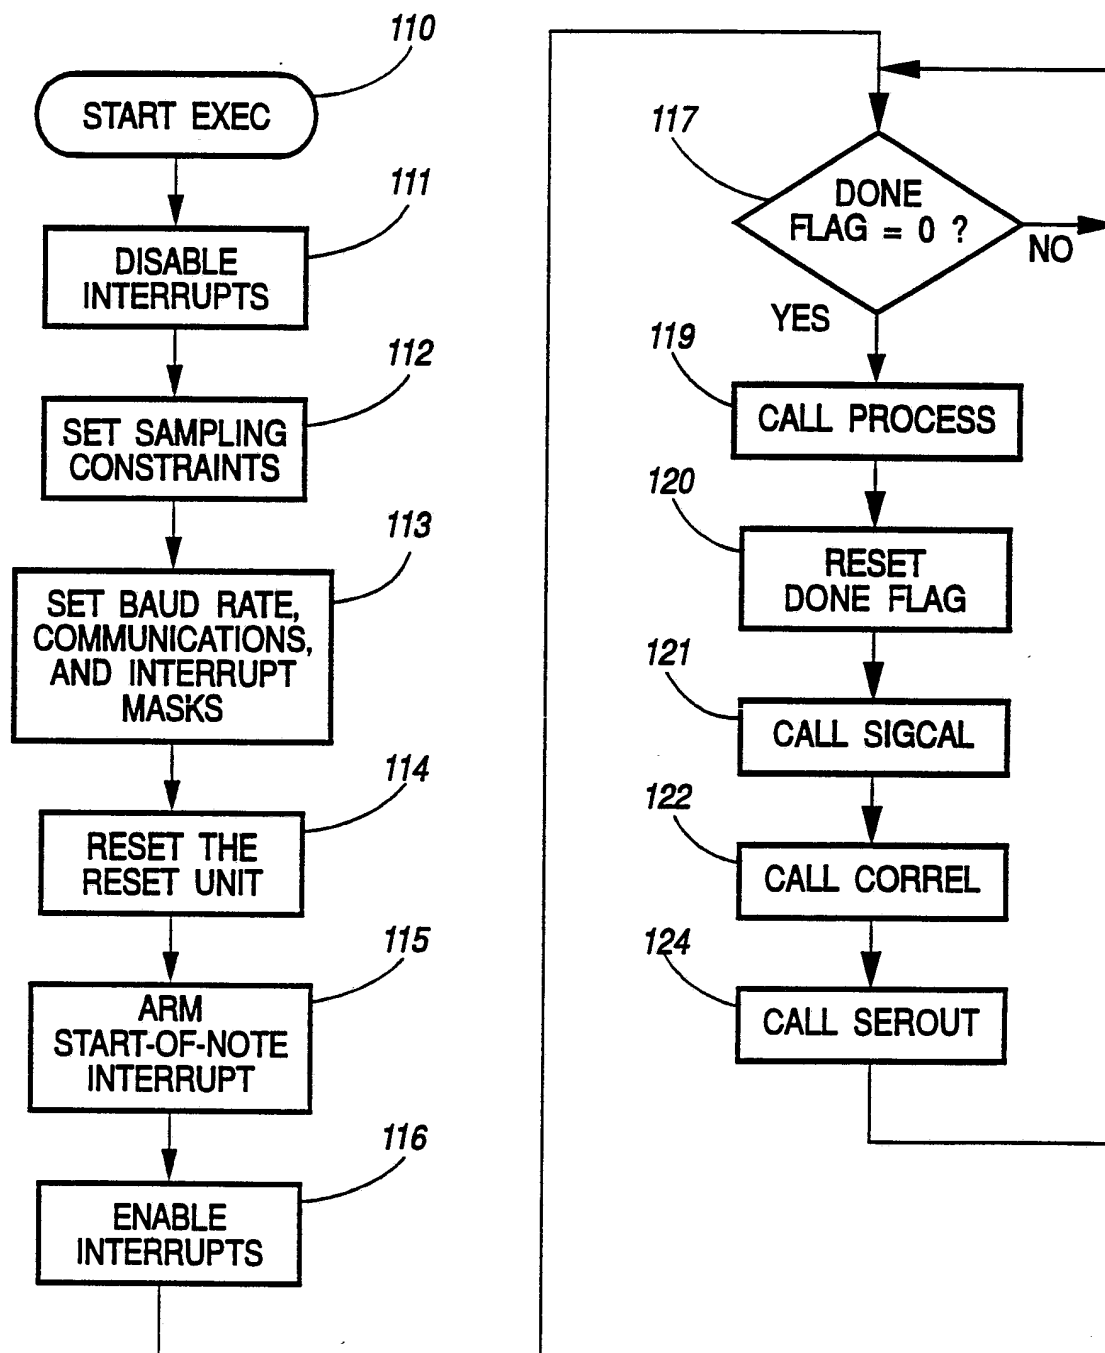 110
START EXEC
111
DISABLE
INTERRUPTS
112
SET SAMPLING
CONSTRAINTS
113
SET BAUD RATE,
COMMUNICATIONS,
AND INTERRUPT
MASKS
114
RESET THE
RESET UNIT
115
ARM
START-OF-NOTE
INTERRUPT
116
ENABLE
INTERRUPTS
117
DONE
FLAG = 0 ?
NO
YES
119
CALL PROCESS
120
RESET
DONE FLAG
121
CALL SIGCAL
122
CALL CORREL
124
CALL SEROUT